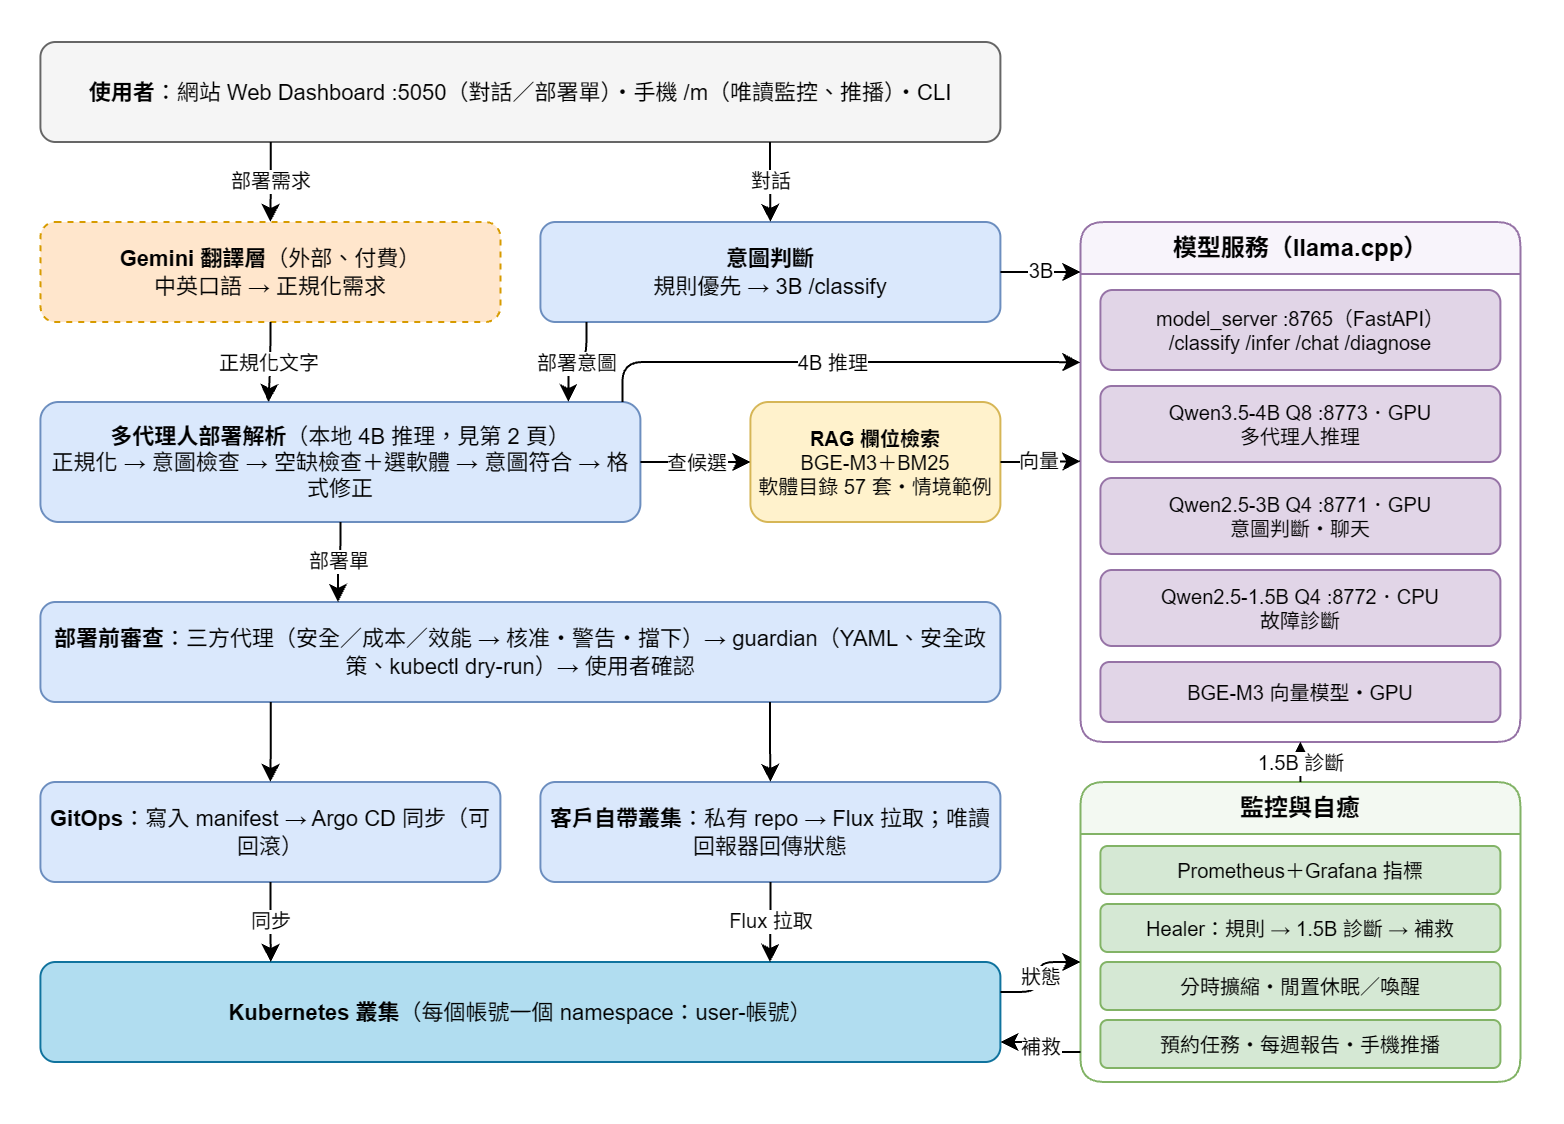 使用者：網站 Web Dashboard :5050（對話／部署單）・手機 /m（唯讀監控、推播）・CLI
部署需求
對話
Gemini 翻譯層（外部、付費）
中英口語 → 正規化需求
意圖判斷
規則優先 → 3B /classify
3B
模型服務（llama.cpp）
model_server :8765（FastAPI）
/classify /infer /chat /diagnose
正規化文字
部署意圖
4B 推理
多代理人部署解析（本地 4B 推理，見第 2 頁）
正規化 → 意圖檢查 → 空缺檢查＋選軟體 → 意圖符合 → 格
式修正
查候選
RAG 欄位檢索
BGE-M3＋BM25
軟體目錄 57 套・情境範例
向量
Qwen3.5-4B Q8 :8773・GPU
多代理人推理
Qwen2.5-3B Q4 :8771・GPU
意圖判斷・聊天
Qwen2.5-1.5B Q4 :8772・CPU
故障診斷
BGE-M3 向量模型・GPU
部署單
部署前審查：三方代理（安全／成本／效能 → 核准・警告・擋下）→ guardian（YAML、安全政
策、kubectl dry-run）→ 使用者確認
1.5B 診斷
GitOps：寫入 manifest → Argo CD 同步（可
回滾）
客戶自帶叢集：私有 repo → Flux 拉取；唯讀
回報器回傳狀態
監控與自癒
Prometheus＋Grafana 指標
Healer：規則 → 1.5B 診斷 → 補救
分時擴縮・閒置休眠／喚醒
預約任務・每週報告・手機推播
同步
Flux 拉取
Kubernetes 叢集（每個帳號一個 namespace：user-帳號）
狀態
補救